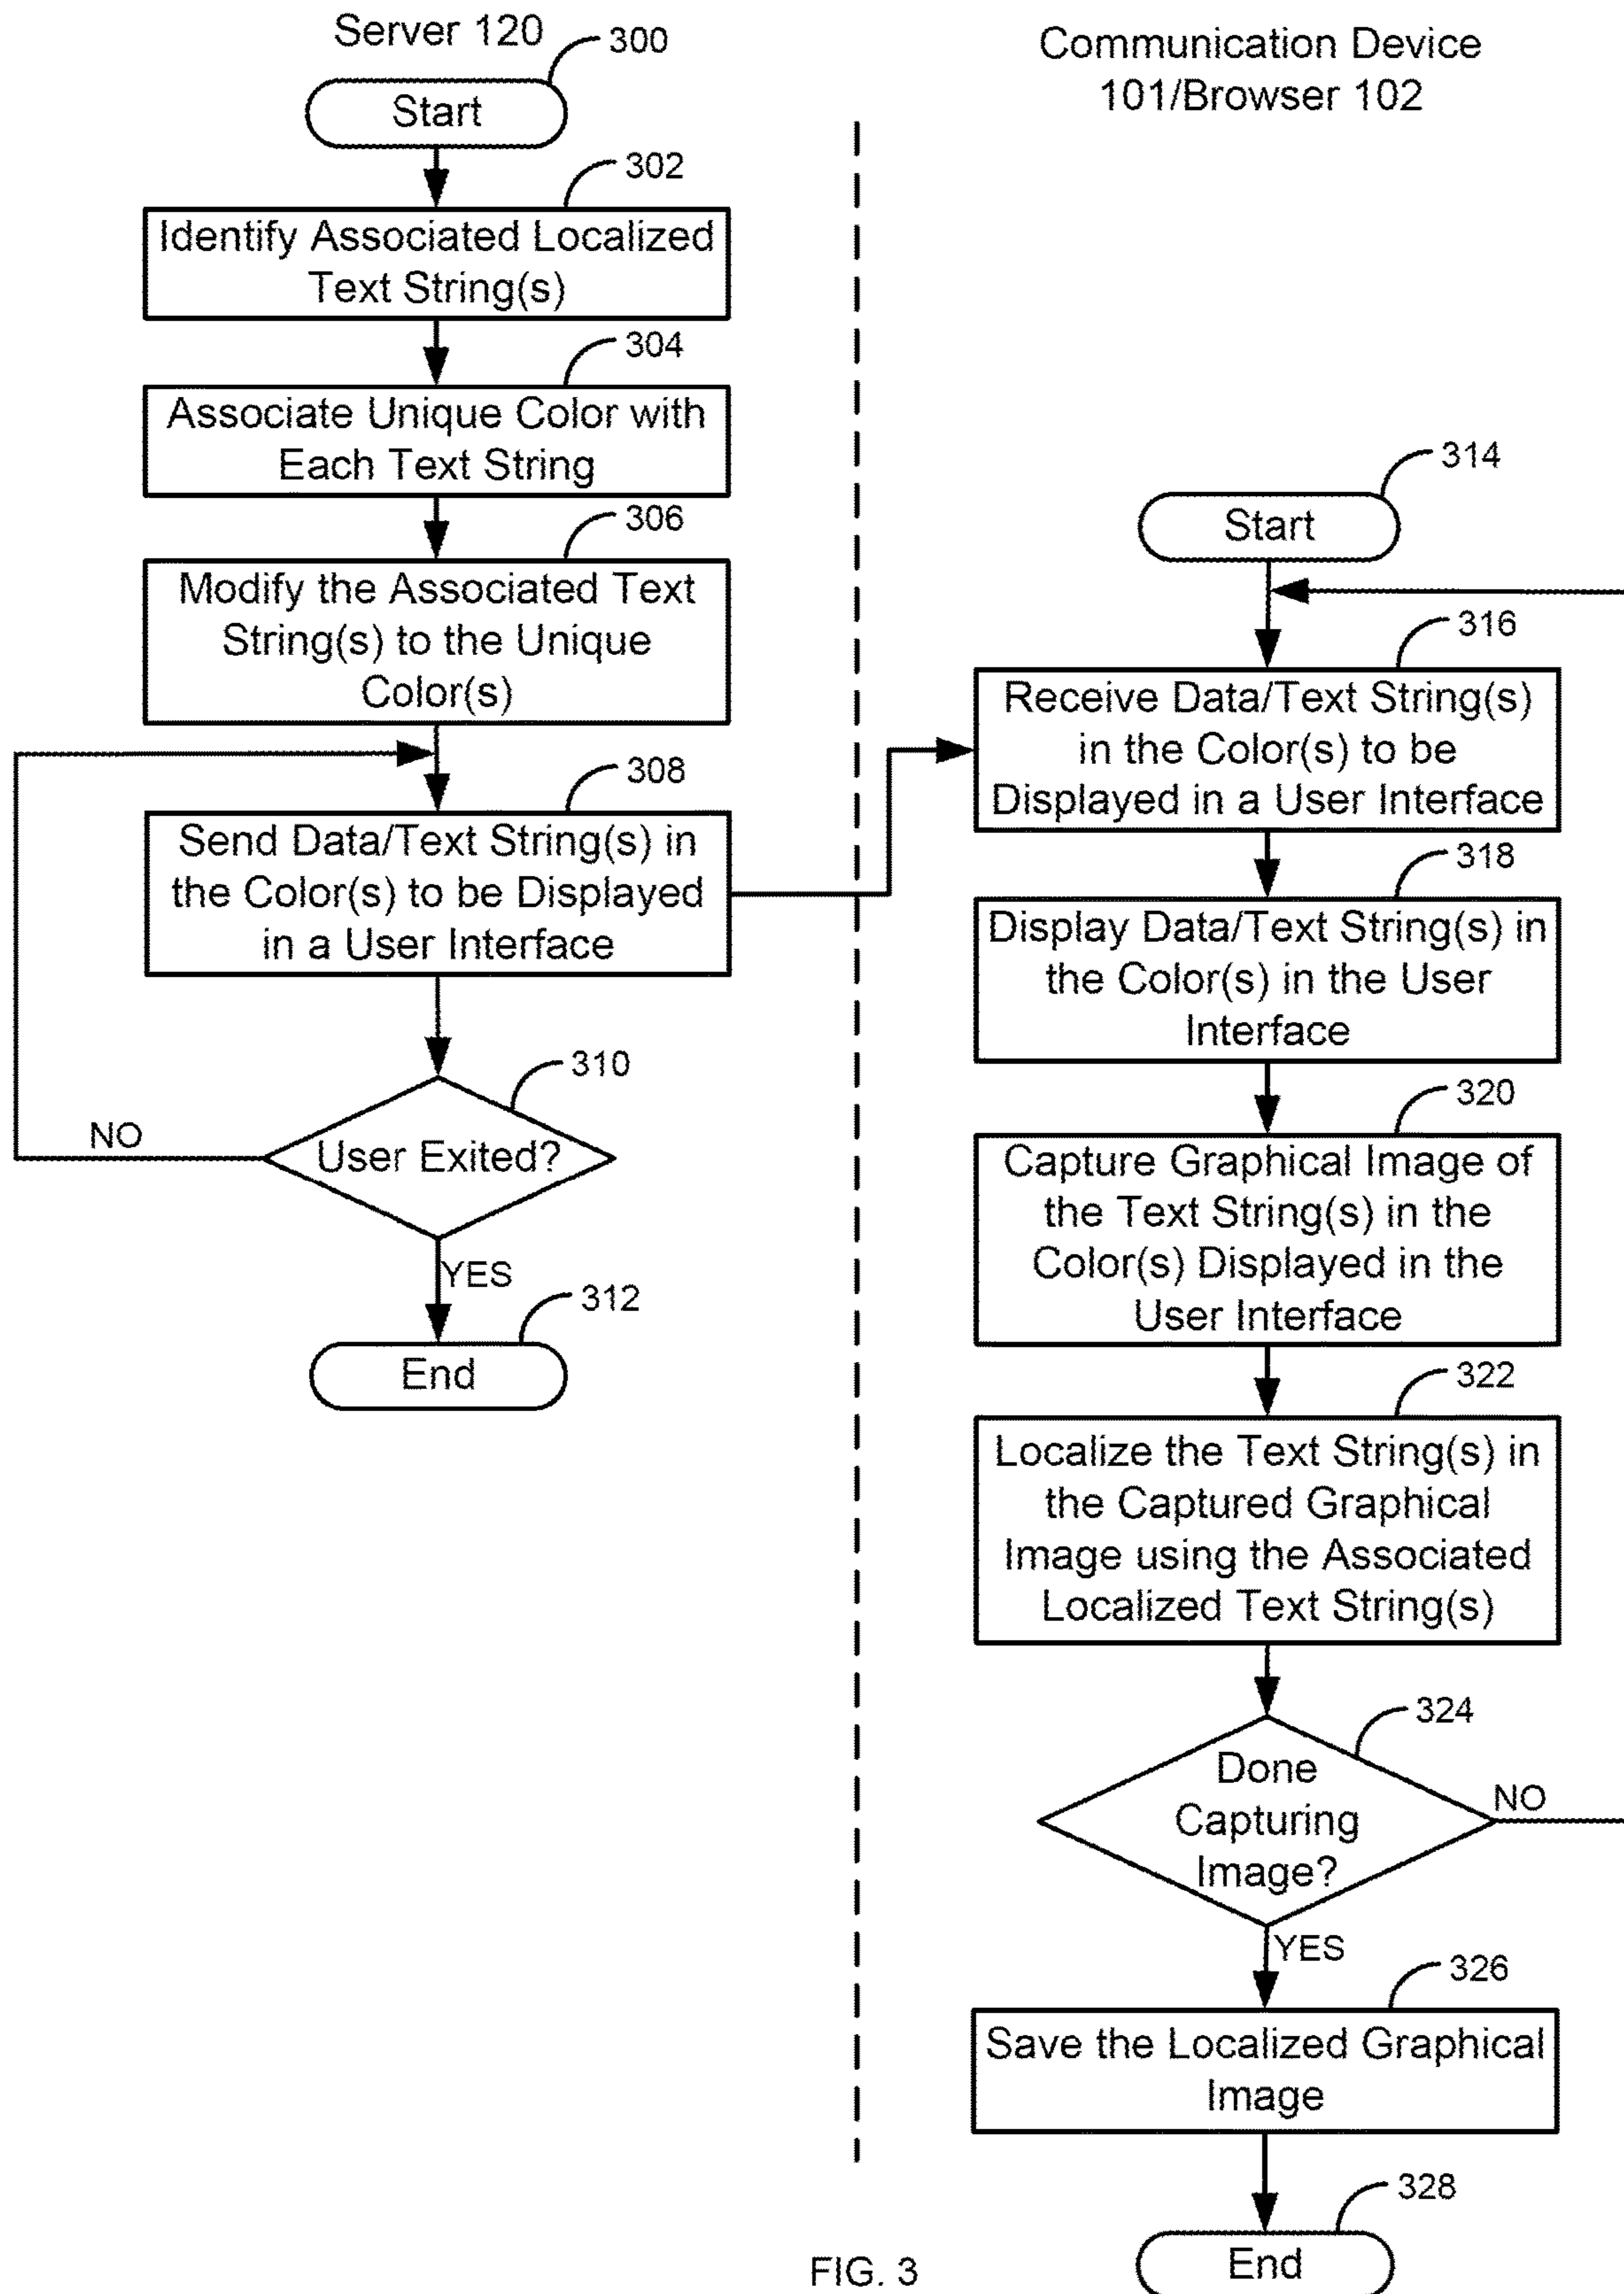 Server 120
300
Start
302
Identify Associated Localized
Text String(s)
304
Associate Unique Color with
Each Text String
306
Modify the Associated Text
String(s) to the Unique
Color(s)
308
Send Data/Text String(s) in
the Color(s) to be Displayed
in a User Interface
310
User Exited?
NO
YES
312
End
Communication Device
101/Browser 102
314
Start
316
Receive Data/Text String(s)
in the Color(s) to be
Displayed in a User Interface
318
Display Data/Text String(s) in
the Color(s) in the User
Interface
320
Capture Graphical Image of
the Text String(s) in the
Color(s) Displayed in the
User Interface
322
Localize the Text String(s) in
the Captured Graphical
Image using the Associated
Localized Text String(s)
324
Done
Capturing
Image?
NO
YES
326
Save the Localized Graphical
Image
328
End
FIG. 3